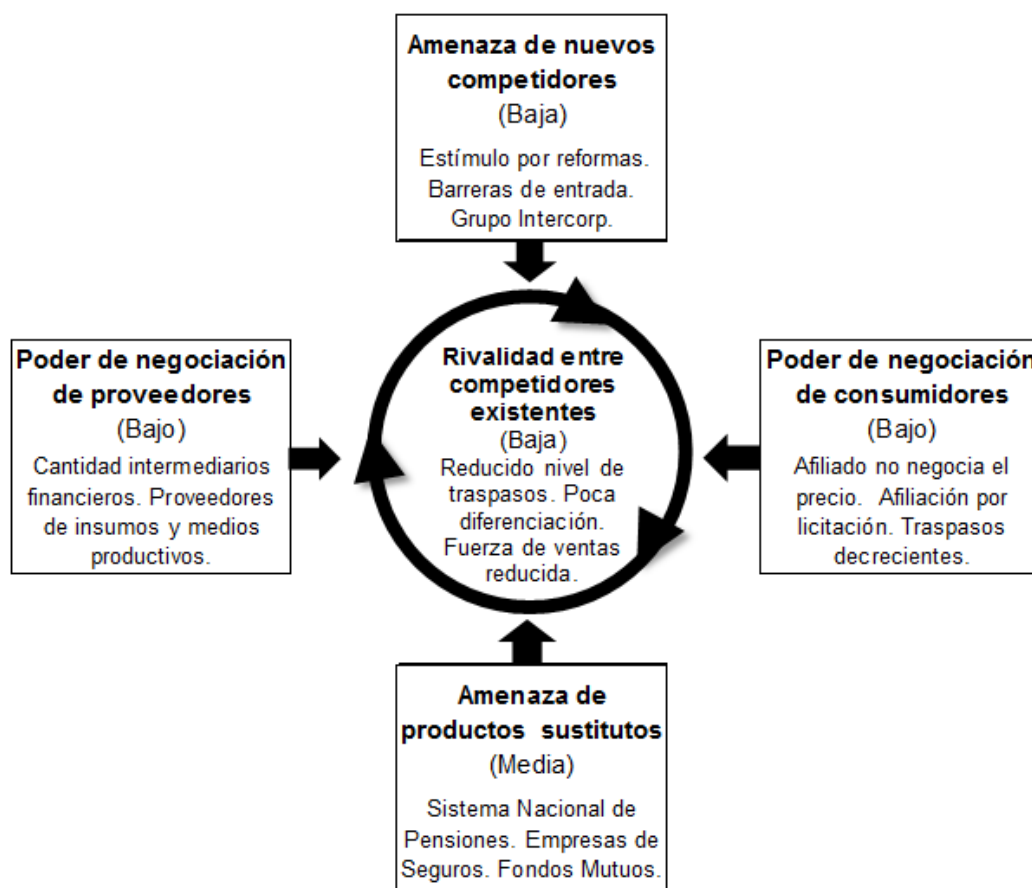 Amenaza de nuevos
competidores
(Baja)
Estímulo por reformas.
Barreras de entrada.
Grupo Intercorp.
Poder de negociación
de proveedores
(Bajo)
Cantidad intermediarios
financieros. Proveedores
de insumos y medios
productivos.
Rivalidad entre
competidores
existentes
(Baja)
Reducido nivel de
traspasos. Poca
diferenciación.
Fuerza de ventas
reducida.
Poder de negociación
de consumidores
(Bajo)
Afiliado no negocia el
precio. Afiliación por
licitación. Traspasos
decrecientes.
Amenaza de
productos sustitutos
(Media)
Sistema Nacional de
Pensiones. Empresas de
Seguros. Fondos Mutuos.